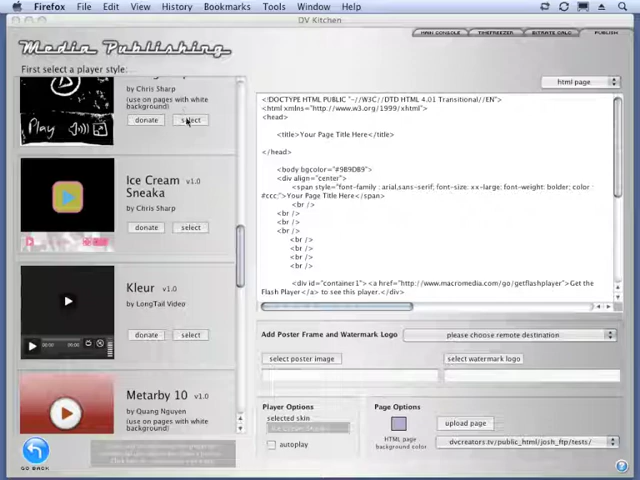 Firefox File Edit View History Bookmarks Tools Window Help
DV Kitchen
Media Publishing
MAIN CONSOLE TIMEFREEZER BITRATE CALC PUBLISH
First select a player style:
html page
by Chris Sharp
(use on pages with white
background)
Play
donate select
Ice Cream v1.0
Sneaka
by Chris Sharp
donate select
Kleur v1.0
by LongTail Video
donate select
Metarby 10 v1.0
by Quang Nguyen
(use on pages with white
background)
GO BACK
<!DOCTYPE HTML PUBLIC "-//W3C//DTD HTML 4.01 Transitional//EN">
<html xmlns="http://www.w3.org/1999/xhtml">
<head>
<title>Your Page Title Here</title>
</head>
<body bgcolor="#9B9DB9">
<div align="center">
<span style="font-family : arial,sans-serif; font-size: xx-large; font-weight: bolder; color :
#ccc;">Your Page Title Here</span>
<br />
<br />
<br />
<br />
<br />
<br />
<br />
<div id="container1"><a href="http://www.macromedia.com/go/getflashplayer">Get the
Flash Player</a> to see this player.</div>
Add Poster Frame and Watermark Logo please choose remote destination
select poster image select watermark logo
Player Options
selected skin
autoplay
Page Options
HTML page
background color
upload page
dvcreators.tv/public_html/josh_ftp/tests/